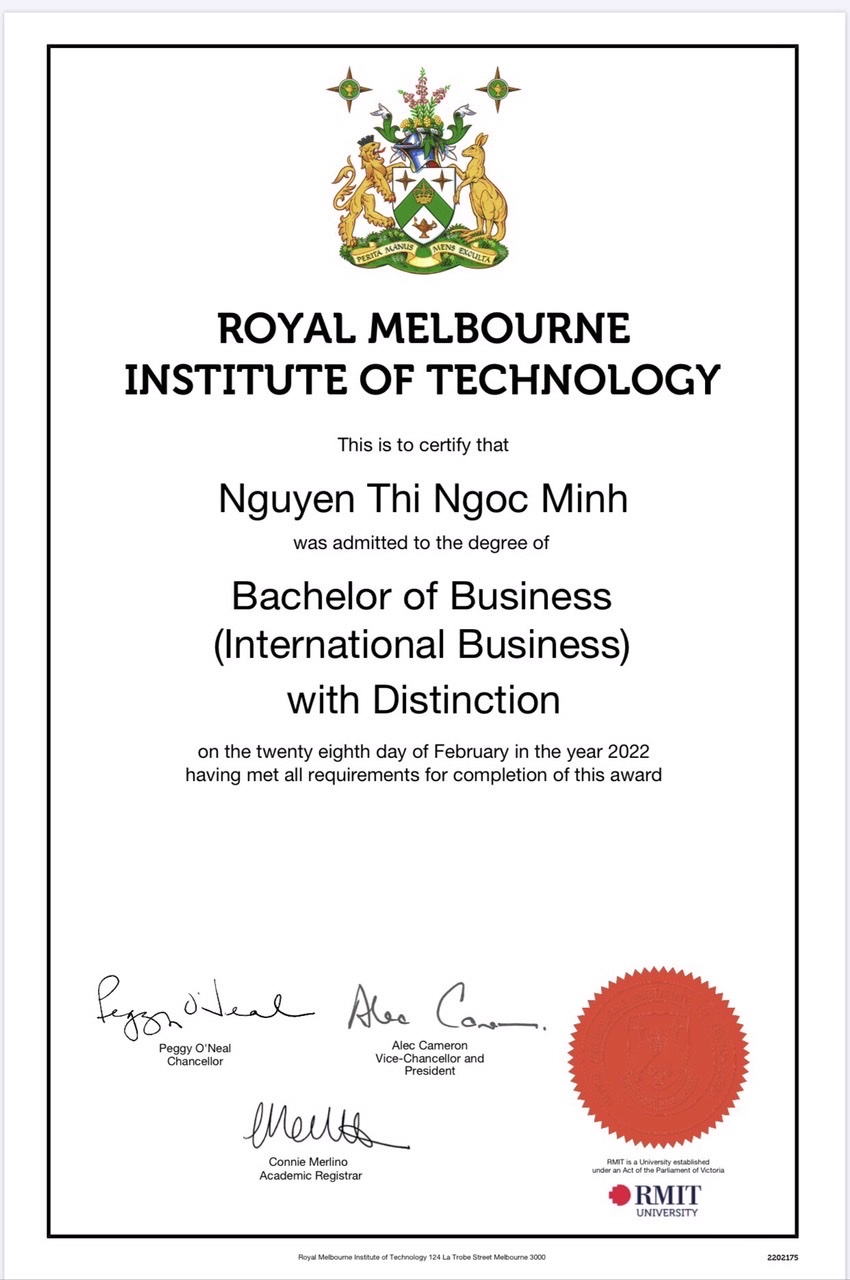 PERITA MANUS MENS EXCULTA
ROYAL MELBOURNE
INSTITUTE OF TECHNOLOGY
This is to certify that
Nguyen Thi Ngoc Minh
was admitted to the degree of
Bachelor of Business
(International Business)
with Distinction
on the twenty eighth day of February in the year 2022
having met all requirements for completion of this award
Peggy O'Neal
Peggy O'Neal
Chancellor
Alec Cameron
Vice-Chancellor and
President
Connie Merlino
Academic Registrar
RMIT is a University established
under an Act of the Parliament of Victoria
RMIT
UNIVERSITY
Royal Melbourne Institute of Technology 124 La Trobe Street Melbourne 3000
2202175